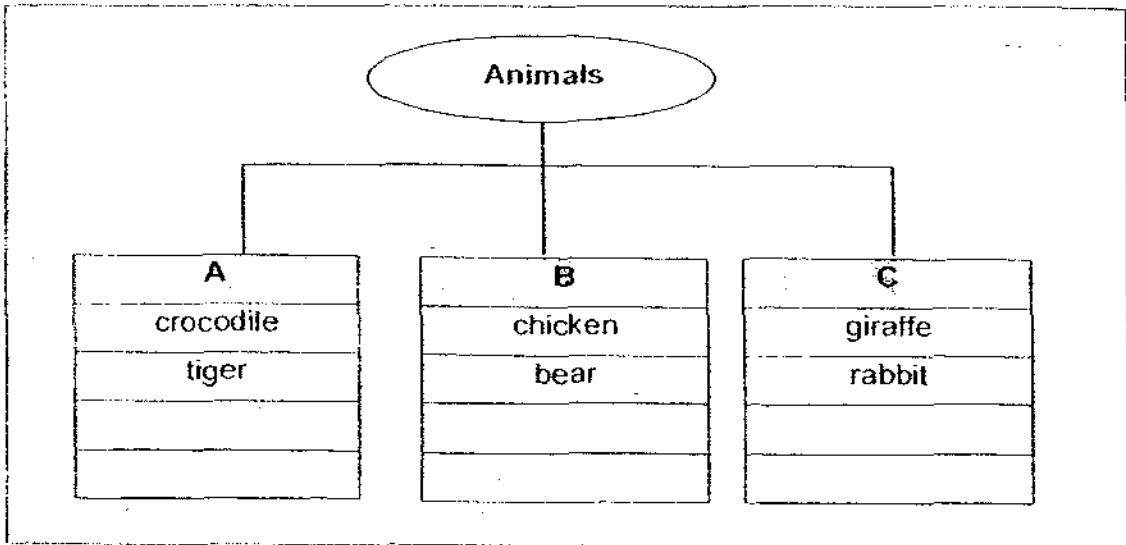 Animals
A
crocodile
tiger
B
chicken
bear
C
giraffe
rabbit